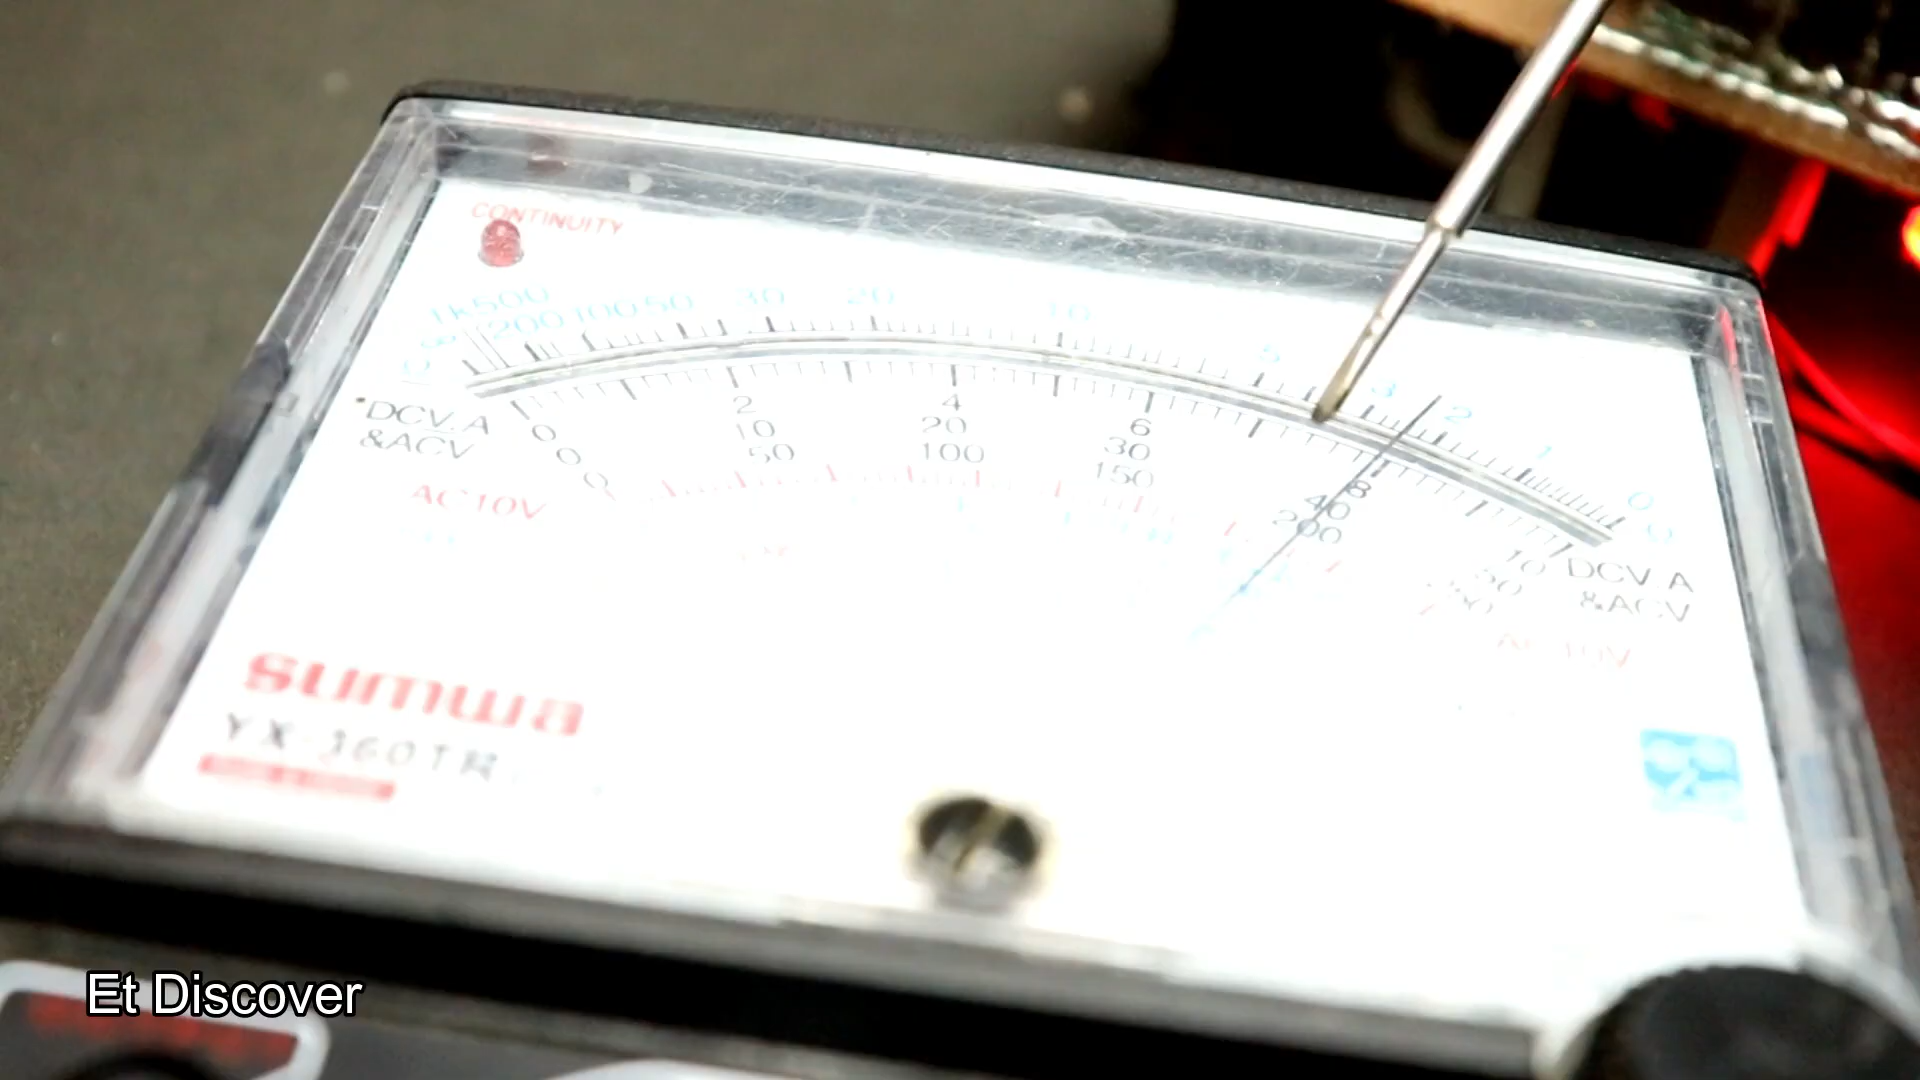 CONTINUITY
1k 500 200 100 50 30 20 10 5 3 2 1 0
DCV.A 0 2 4 6 8 10 DCV.A
&ACV 0 10 20 30 40 50 &ACV
0 50 100 150 200 250
AC10V AC10V
sumwa
YX-360TR
Et Discover